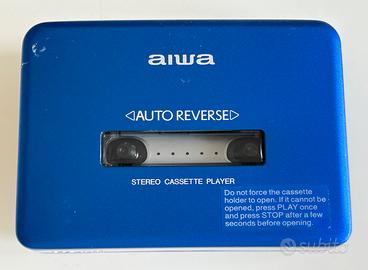 aiwa
◁AUTO REVERSE▷
STEREO CASSETTE PLAYER
Do not force the cassette
holder to open. If it cannot be
opened, press PLAY once
and press STOP after a few
seconds before opening.
subito